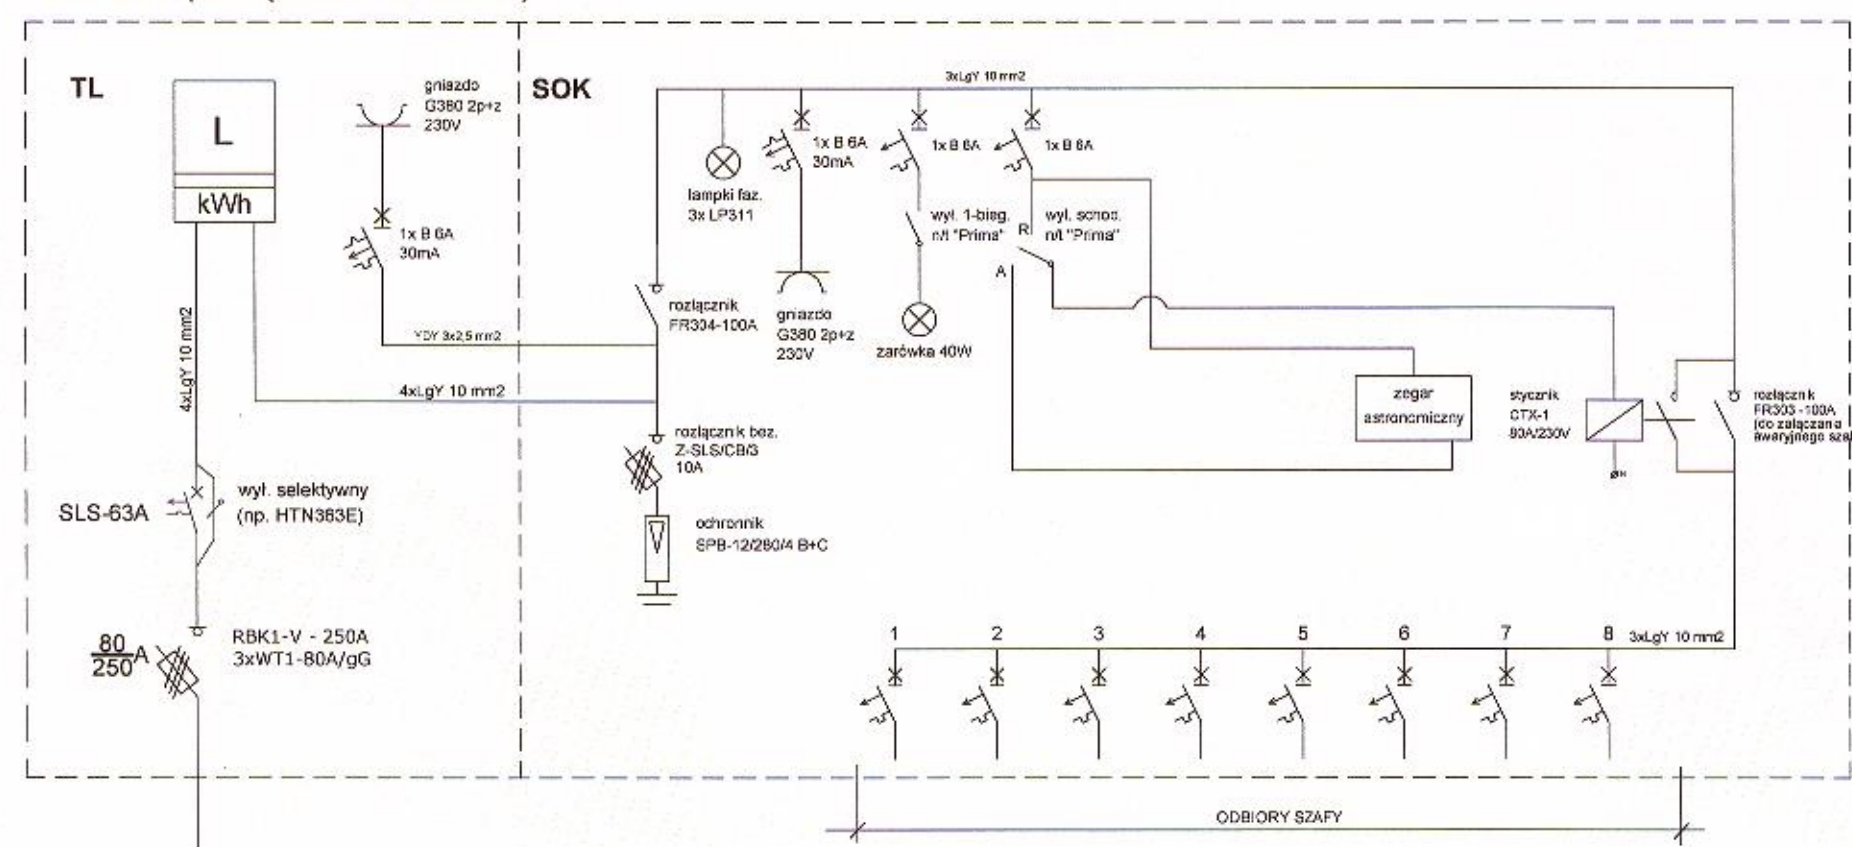 TL
L
kWh
gniazdo
G380 2p+z
230V
1x B 6A
30mA
YDY 3x2,5 mm2
4xLgY 10 mm2
4xLgY 10 mm2
SLS-63A
wył. selektywny
(np. HTN363E)
80
250 A
RBK1-V - 250A
3xWT1-80A/gG
SOK
3xLgY 10 mm2
lampki faz.
3x LP311
1x B 6A
30mA
1x B 6A
1x B 6A
rozłącznik
FR304-100A
gniazdo
G380 2p+z
230V
wył. 1-bieg.
n/t "Prima"
R
wył. schod.
n/t "Prima"
A
żarówka 40W
rozłącznik bez.
Z-SLS/CB/3
10A
ochronnik
SPB-12/280/4 B+C
zegar
astronomiczny
stycznik
CTX-1
80A/230V
rozłącznik
FR303 -100A
(do załączania
awaryjnego sza
1 2 3 4 5 6 7 8
3xLgY 10 mm2
ODBIORY SZAFY